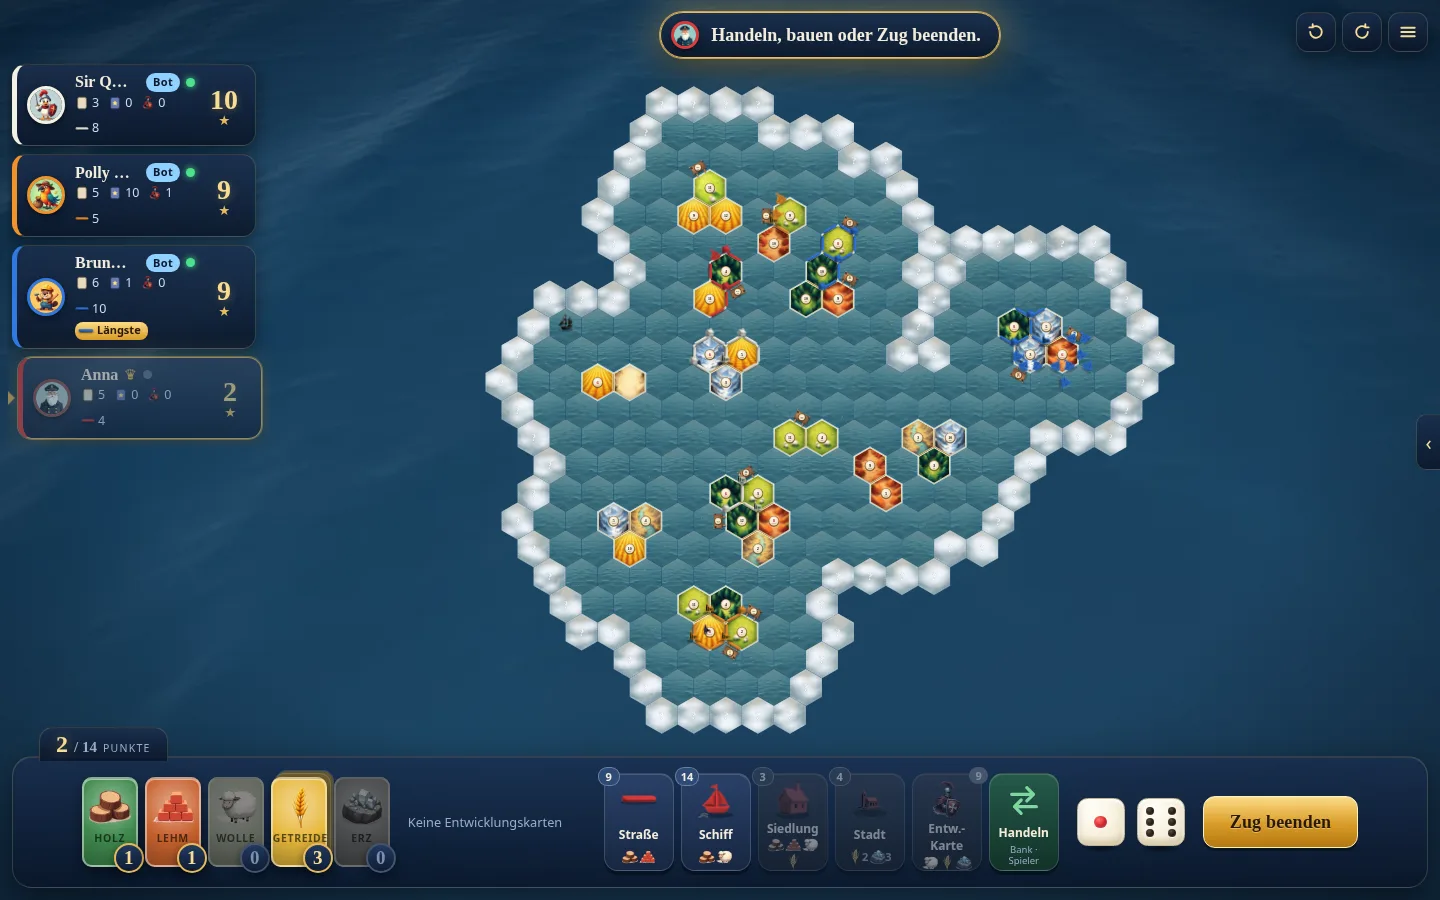 Handeln, bauen oder Zug beenden.
Sir Q... Bot
3 0 0
10
8
Polly ... Bot
5 10 1
9
5
Brun... Bot
6 1 0
9
10
Längste
Anna
5 0 0
2
4
2 / 14 PUNKTE
HOLZ 1
LEHM 1
WOLLE 0
GETREIDE 3
ERZ 0
Keine Entwicklungskarten
9 Straße
14 Schiff
3 Siedlung
4 Stadt
2 3
9 Entw.-
Karte
Handeln
Bank ·
Spieler
Zug beenden